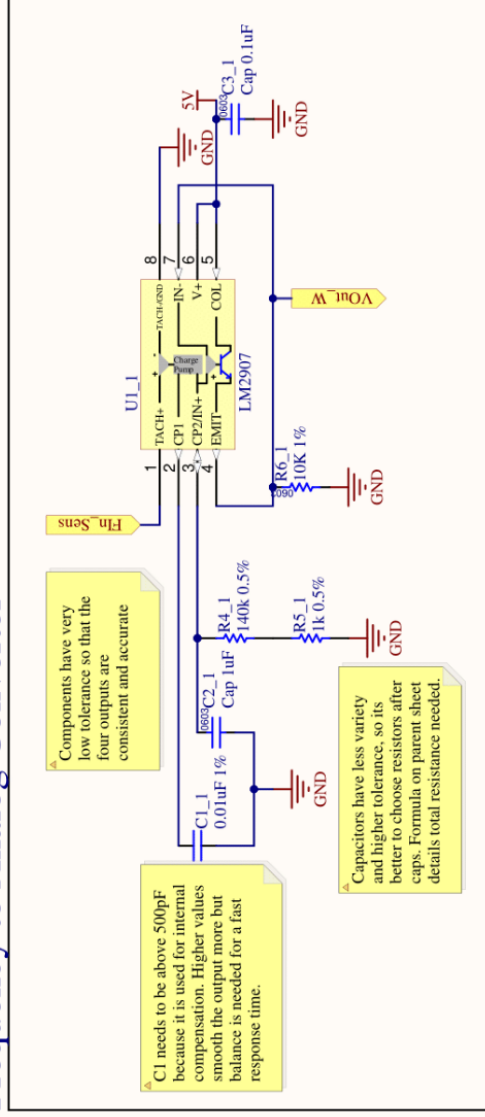 Components have very
low tolerance so that the
four outputs are
consistent and accurate
FIn_Sens
C1 needs to be above 500pF
because it is used for internal
compensation. Higher values
smooth the output more but
balance is needed for a fast
response time.
C1_1
0.01uF 1%
0603
C2_1
Cap 1uF
GND
R4_1
140k 0.5%
R5_1
1k 0.5%
GND
Capacitors have less variety
and higher tolerance, so its
better to choose resistors after
caps. Formula on parent sheet
details total resistance needed.
U1_1
1
2
3
4
TACH+
CP1
CP2/IN+
EMIT
Charge
Pump
TACH-/GND
IN-
V+
COL
8
7
6
5
LM2907
R6_1
10K 1%
GND
VOut_W
GND
5V
0603
C3_1
Cap 0.1uF
GND